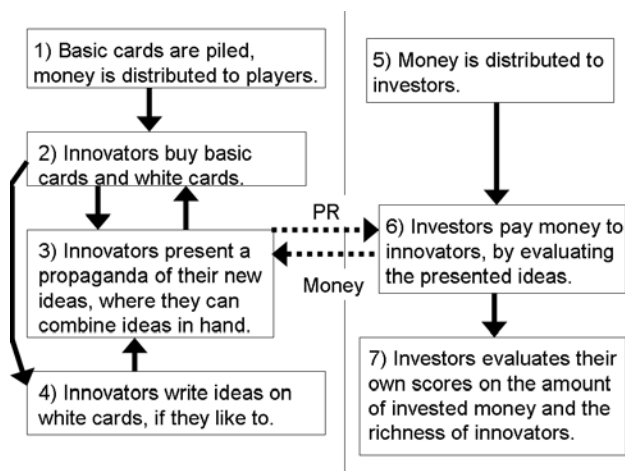 1) Basic cards are piled,
money is distributed to players.
2) Innovators buy basic
cards and white cards.
3) Innovators present a
propaganda of their new
ideas, where they can
combine ideas in hand.
4) Innovators write ideas on
white cards, if they like to.
PR
Money
5) Money is distributed to
investors.
6) Investors pay money to
innovators, by evaluating
the presented ideas.
7) Investors evaluates their
own scores on the amount
of invested money and the
richness of innovators.